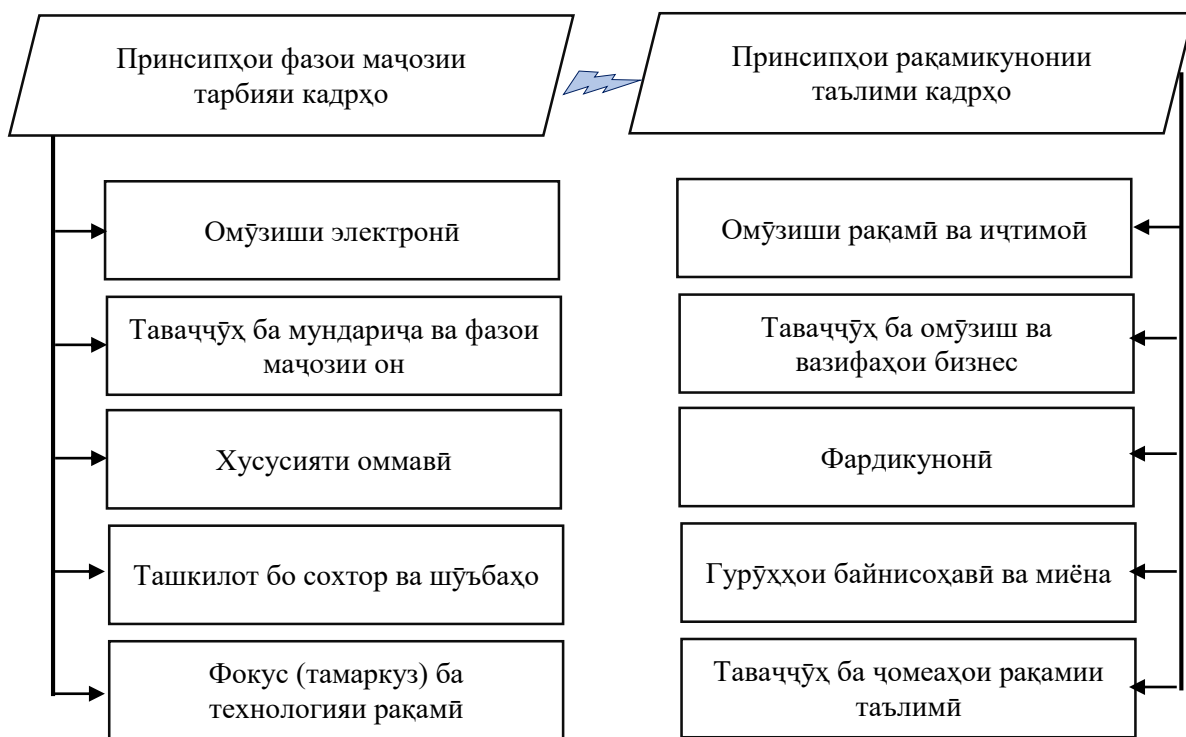 Принсипҳои фазои маҷозии
тарбияи кадрҳо
Принсипҳои рақамикунонии
таълими кадрҳо
Омӯзиши электронӣ
Таваҷҷӯҳ ба мундариҷа ва фазои
маҷозии он
Хусусияти оммавӣ
Ташкилот бо сохтор ва шӯъбаҳо
Фокус (тамаркуз) ба
технологияи рақамӣ
Омӯзиши рақамӣ ва иҷтимоӣ
Таваҷҷӯҳ ба омӯзиш ва
вазифаҳои бизнес
Фардикунонӣ
Гурӯҳҳои байнисоҳавӣ ва миёна
Таваҷҷӯҳ ба ҷомеаҳои рақамии
таълимӣ